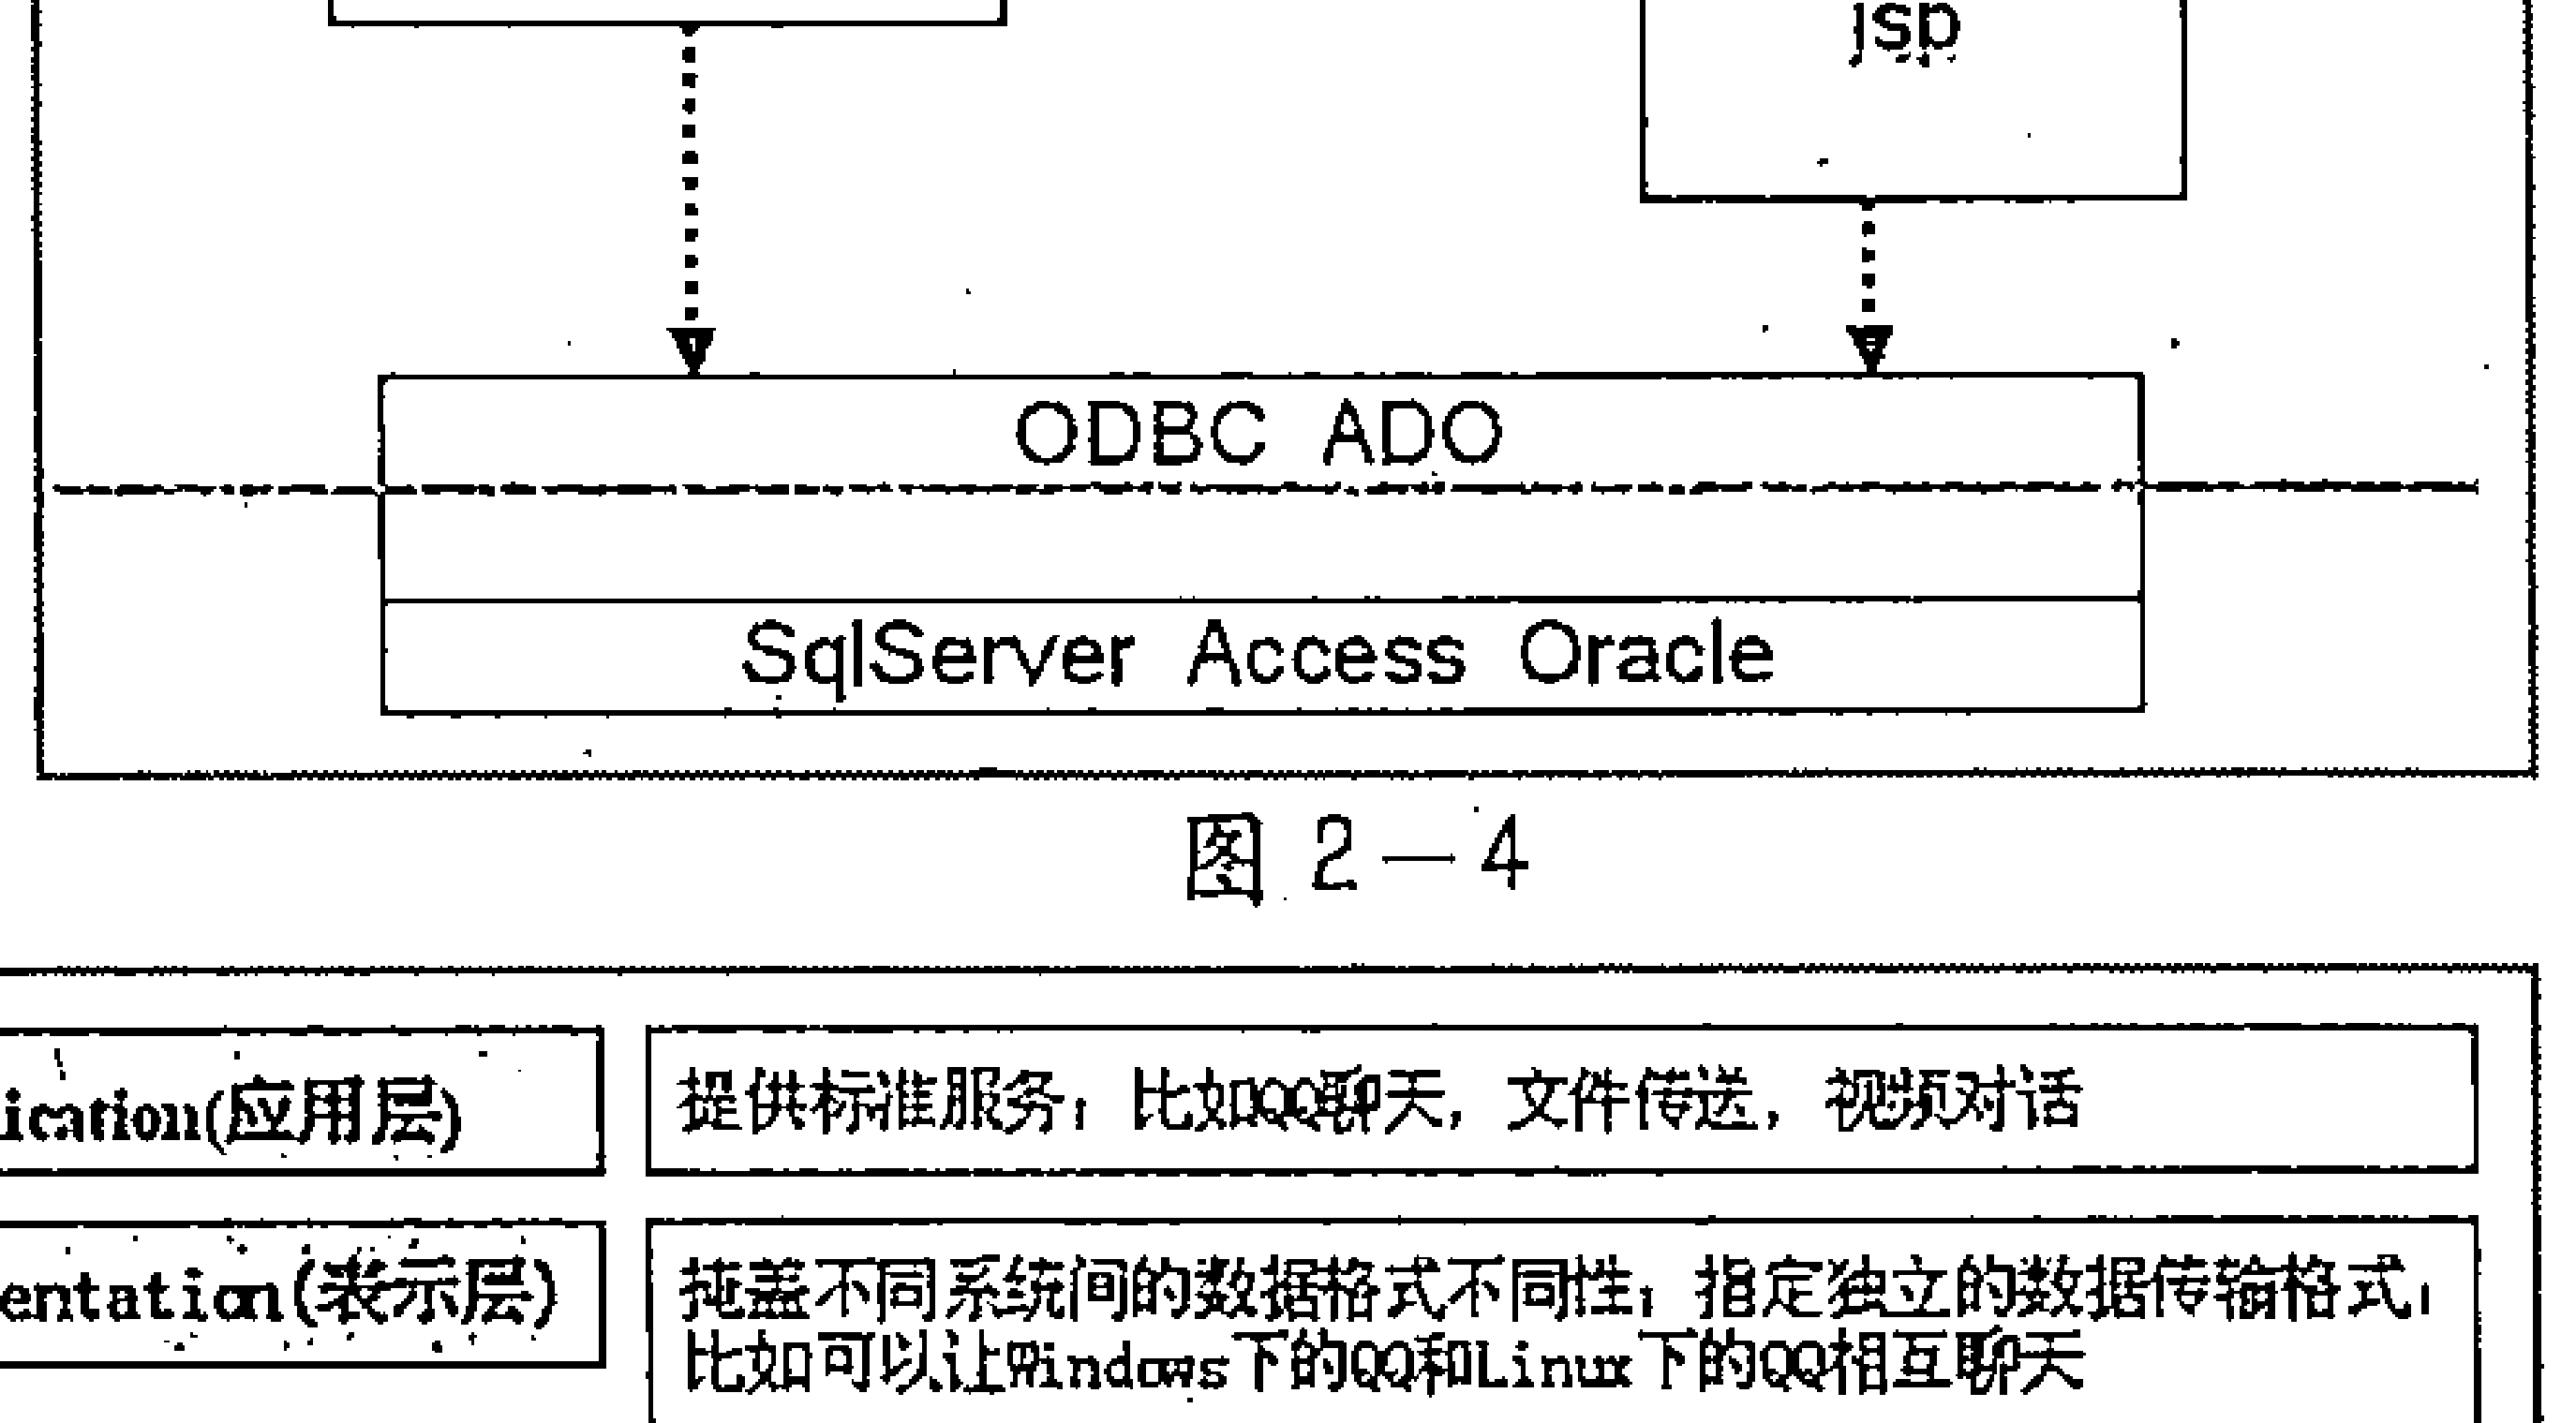 jsp
ODBC ADO
SqlServer Access Oracle
图 2－4
ication(应用层)
提供标准服务，比如QQ聊天，文件传送，视频对话
entation(表示层)
掩盖不同系统间的数据格式不同性，指定独立的数据传输格式，
比如可以让Windows下的QQ和Linux下的QQ相互聊天